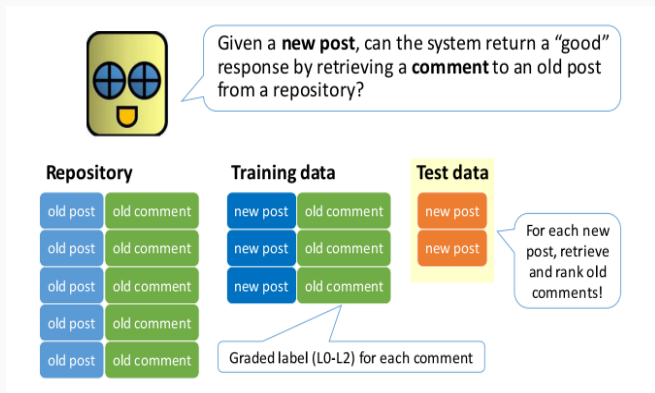 Given a new post, can the system return a “good”
response by retrieving a comment to an old post
from a repository?
Repository
old post old comment
old post old comment
old post old comment
old post old comment
old post old comment
Training data
new post old comment
new post old comment
new post old comment
Graded label (L0-L2) for each comment
Test data
new post
new post
For each new
post, retrieve
and rank old
comments!